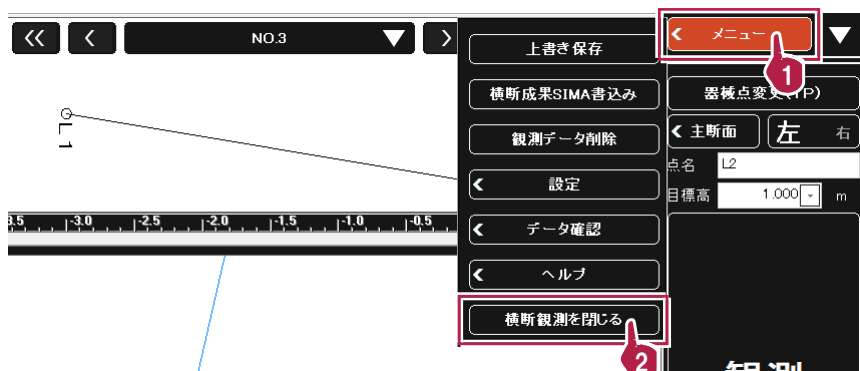 NO.3
メニュー
1
上書き保存
横断成果SIMA書込み
器械点変更(TP)
観測データ削除
主断面
左 右
L 1
点名 L2
設定
目標高 1.000 m
-3.0 -2.5 -2.0 -1.5 -1.0 -0.5
データ確認
ヘルプ
横断観測を閉じる
2
観測